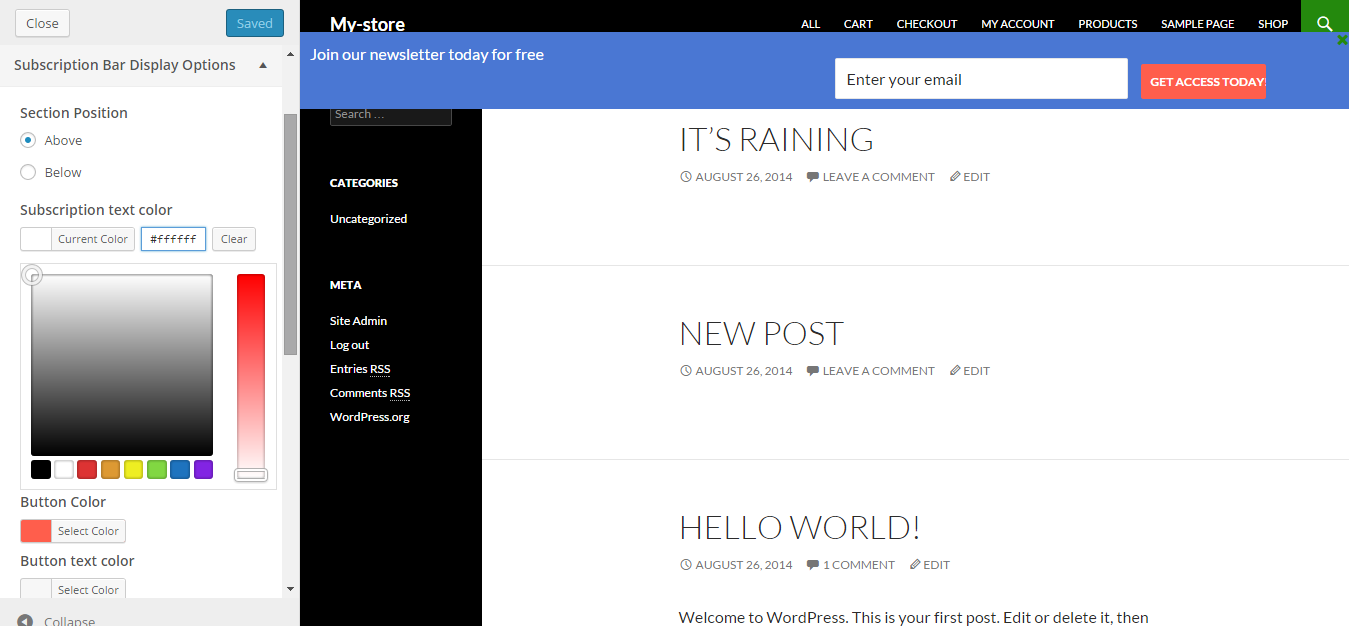 Close
Saved
Subscription Bar Display Options
Section Position
Above
Below
Subscription text color
Current Color
#ffffff
Clear
Button Color
Select Color
Button text color
Select Color
Collapse
My-store
ALL CART CHECKOUT MY ACCOUNT PRODUCTS SAMPLE PAGE SHOP
Join our newsletter today for free
Enter your email
GET ACCESS TODAY
Search …
CATEGORIES
Uncategorized
META
Site Admin
Log out
Entries RSS
Comments RSS
WordPress.org
IT’S RAINING
AUGUST 26, 2014 LEAVE A COMMENT EDIT
NEW POST
AUGUST 26, 2014 LEAVE A COMMENT EDIT
HELLO WORLD!
AUGUST 26, 2014 1 COMMENT EDIT
Welcome to WordPress. This is your first post. Edit or delete it, then